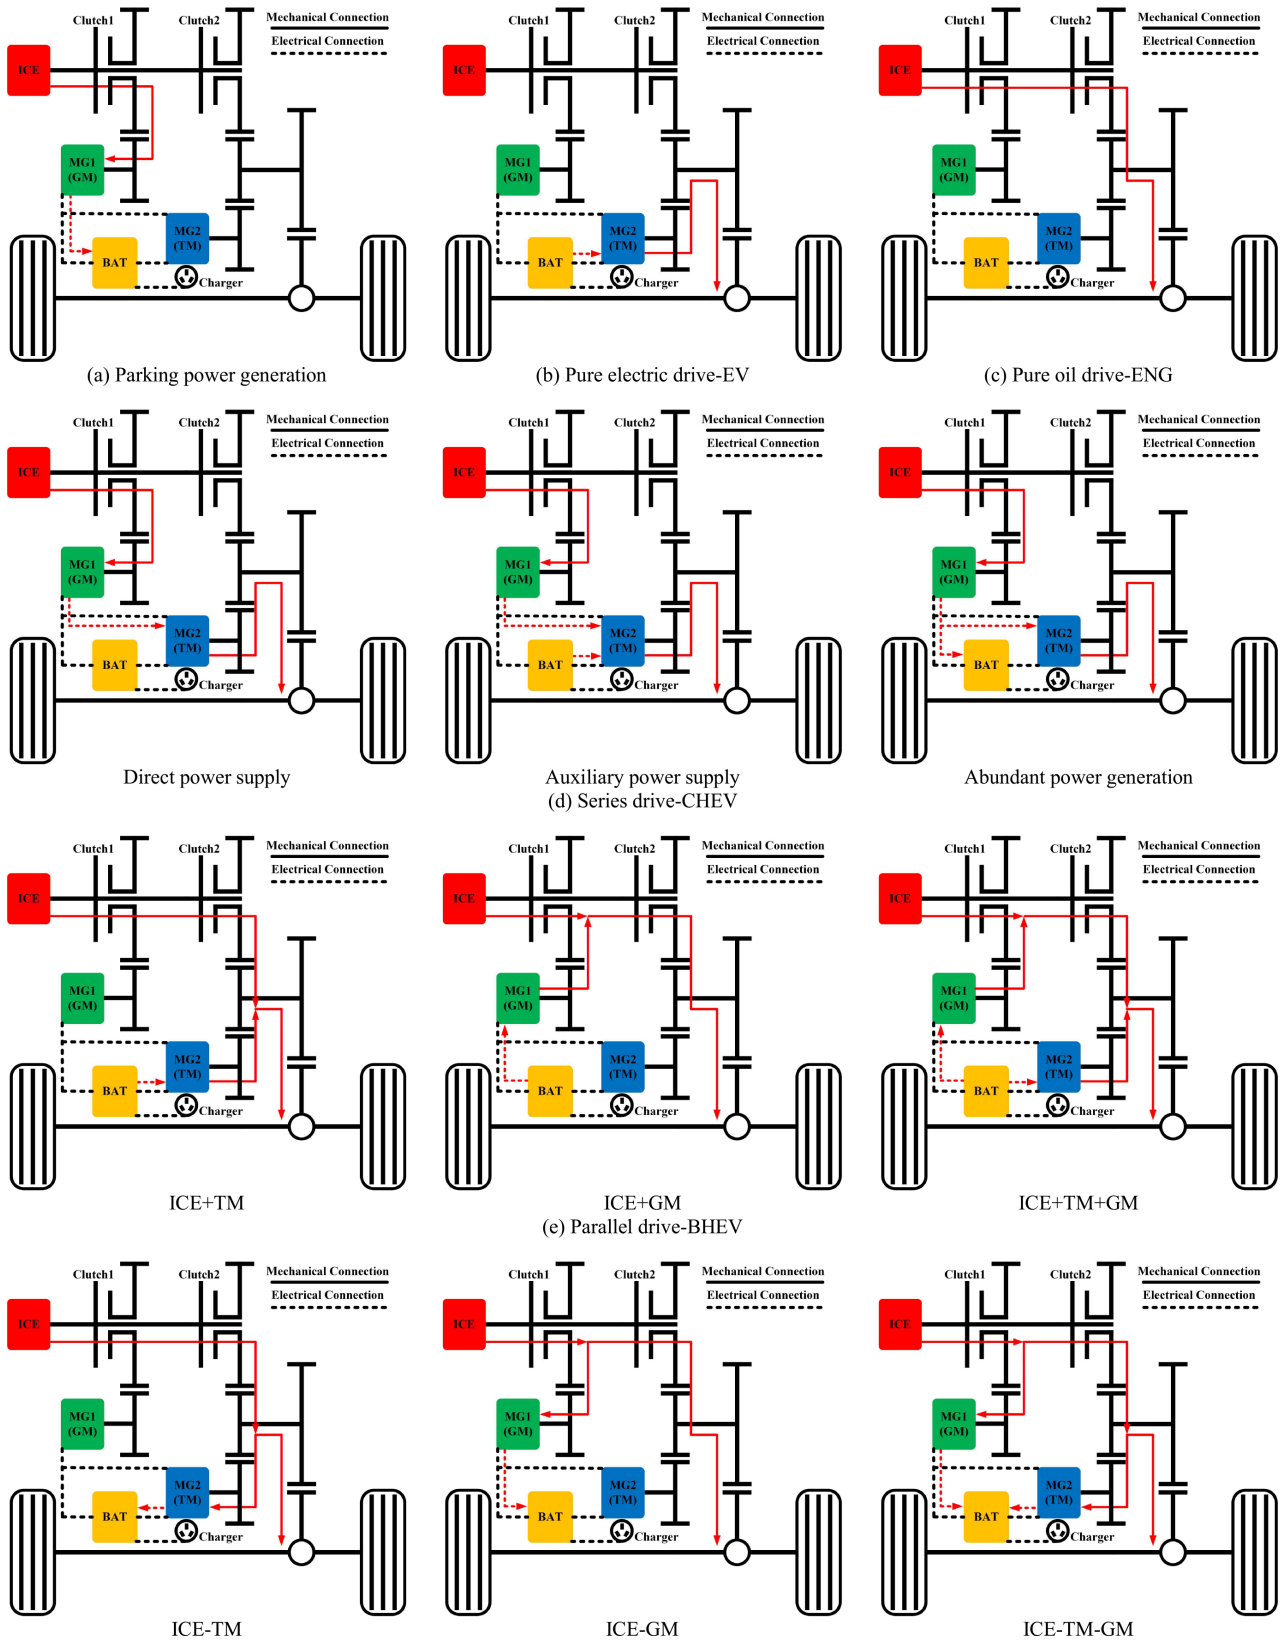 Clutch1 Clutch2 Mechanical Connection
Electrical Connection
ICE
MG1
(GM)
MG2
(TM)
BAT
Charger
(a) Parking power generation
Clutch1 Clutch2 Mechanical Connection
Electrical Connection
ICE
MG1
(GM)
MG2
(TM)
BAT
Charger
(b) Pure electric drive-EV
Clutch1 Clutch2 Mechanical Connection
Electrical Connection
ICE
MG1
(GM)
MG2
(TM)
BAT
Charger
(c) Pure oil drive-ENG
Clutch1 Clutch2 Mechanical Connection
Electrical Connection
ICE
MG1
(GM)
MG2
(TM)
BAT
Charger
Direct power supply
Clutch1 Clutch2 Mechanical Connection
Electrical Connection
ICE
MG1
(GM)
MG2
(TM)
BAT
Charger
Auxiliary power supply
Clutch1 Clutch2 Mechanical Connection
Electrical Connection
ICE
MG1
(GM)
MG2
(TM)
BAT
Charger
Abundant power generation
(d) Series drive-CHEV
Clutch1 Clutch2 Mechanical Connection
Electrical Connection
ICE
MG1
(GM)
MG2
(TM)
BAT
Charger
ICE+TM
Clutch1 Clutch2 Mechanical Connection
Electrical Connection
ICE
MG1
(GM)
MG2
(TM)
BAT
Charger
ICE+GM
Clutch1 Clutch2 Mechanical Connection
Electrical Connection
ICE
MG1
(GM)
MG2
(TM)
BAT
Charger
ICE+TM+GM
(e) Parallel drive-BHEV
Clutch1 Clutch2 Mechanical Connection
Electrical Connection
ICE
MG1
(GM)
MG2
(TM)
BAT
Charger
ICE-TM
Clutch1 Clutch2 Mechanical Connection
Electrical Connection
ICE
MG1
(GM)
MG2
(TM)
BAT
Charger
ICE-GM
Clutch1 Clutch2 Mechanical Connection
Electrical Connection
ICE
MG1
(GM)
MG2
(TM)
BAT
Charger
ICE-TM-GM